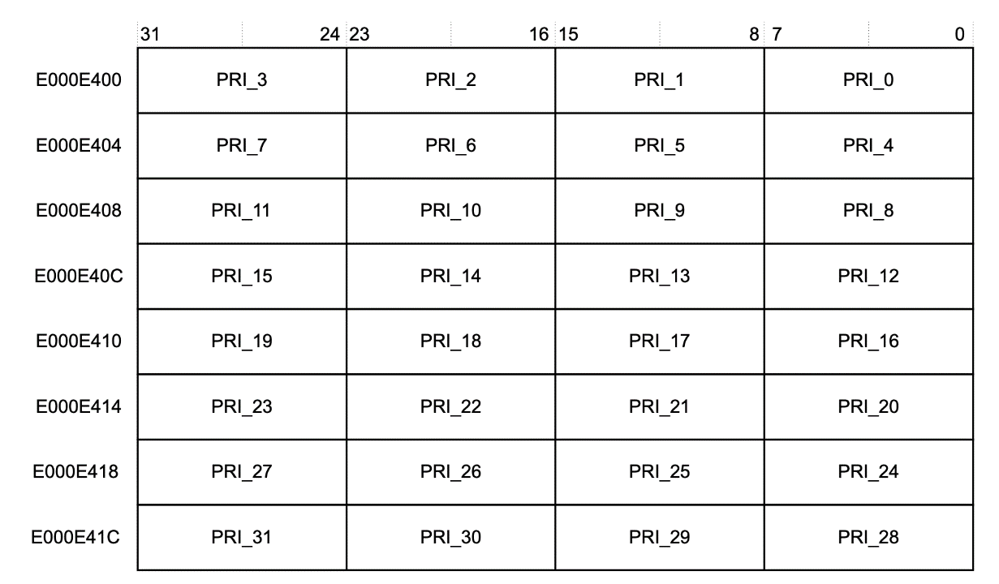 31 24 23 16 15 8 7 0
E000E400 PRI_3 PRI_2 PRI_1 PRI_0
E000E404 PRI_7 PRI_6 PRI_5 PRI_4
E000E408 PRI_11 PRI_10 PRI_9 PRI_8
E000E40C PRI_15 PRI_14 PRI_13 PRI_12
E000E410 PRI_19 PRI_18 PRI_17 PRI_16
E000E414 PRI_23 PRI_22 PRI_21 PRI_20
E000E418 PRI_27 PRI_26 PRI_25 PRI_24
E000E41C PRI_31 PRI_30 PRI_29 PRI_28